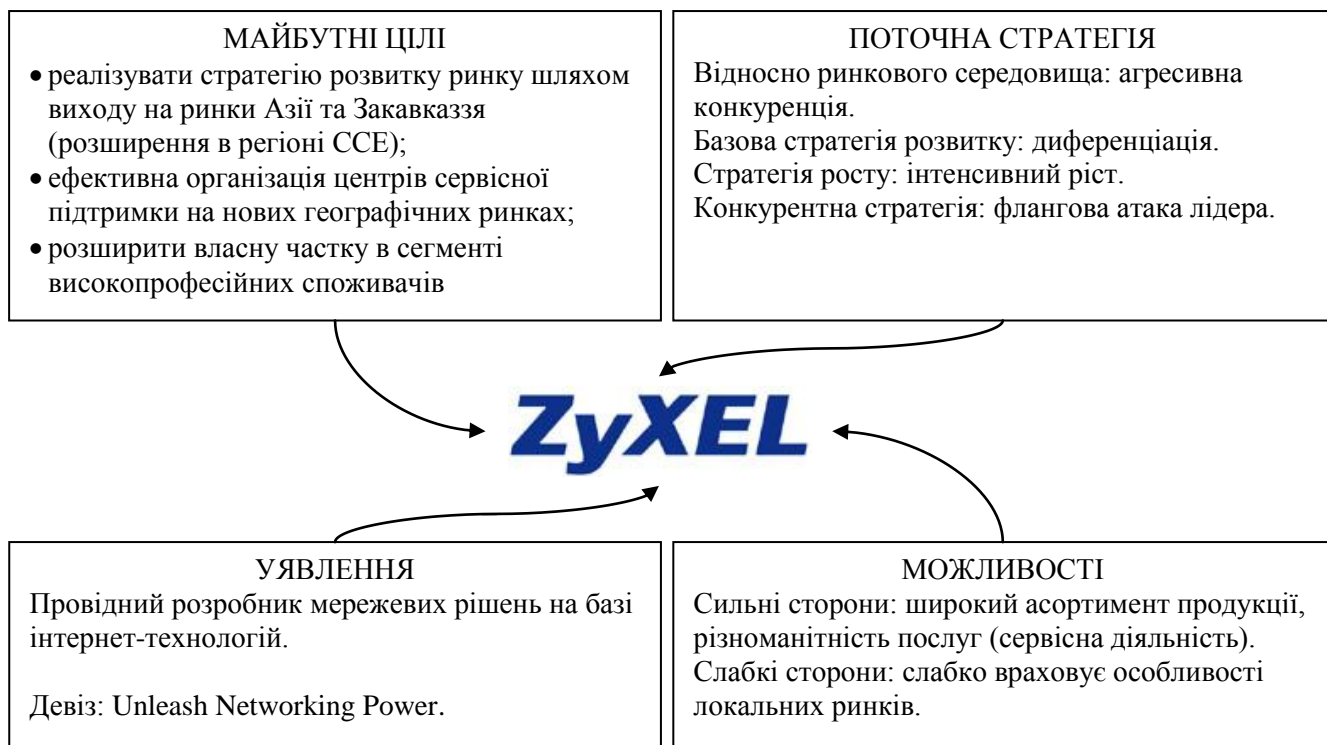 МАЙБУТНІ ЦІЛІ
• реалізувати стратегію розвитку ринку шляхом
виходу на ринки Азії та Закавказзя
(розширення в регіоні ССЕ);
• ефективна організація центрів сервісної
підтримки на нових географічних ринках;
• розширити власну частку в сегменті
високопрофесійних споживачів
ПОТОЧНА СТРАТЕГІЯ
Відносно ринкового середовища: агресивна
конкуренція.
Базова стратегія розвитку: диференціація.
Стратегія росту: інтенсивний ріст.
Конкурентна стратегія: флангова атака лідера.
ZyXEL
УЯВЛЕННЯ
Провідний розробник мережевих рішень на базі
інтернет-технологій.
Девіз: Unleash Networking Power.
МОЖЛИВОСТІ
Сильні сторони: широкий асортимент продукції,
різноманітність послуг (сервісна діяльність).
Слабкі сторони: слабко враховує особливості
локальних ринків.